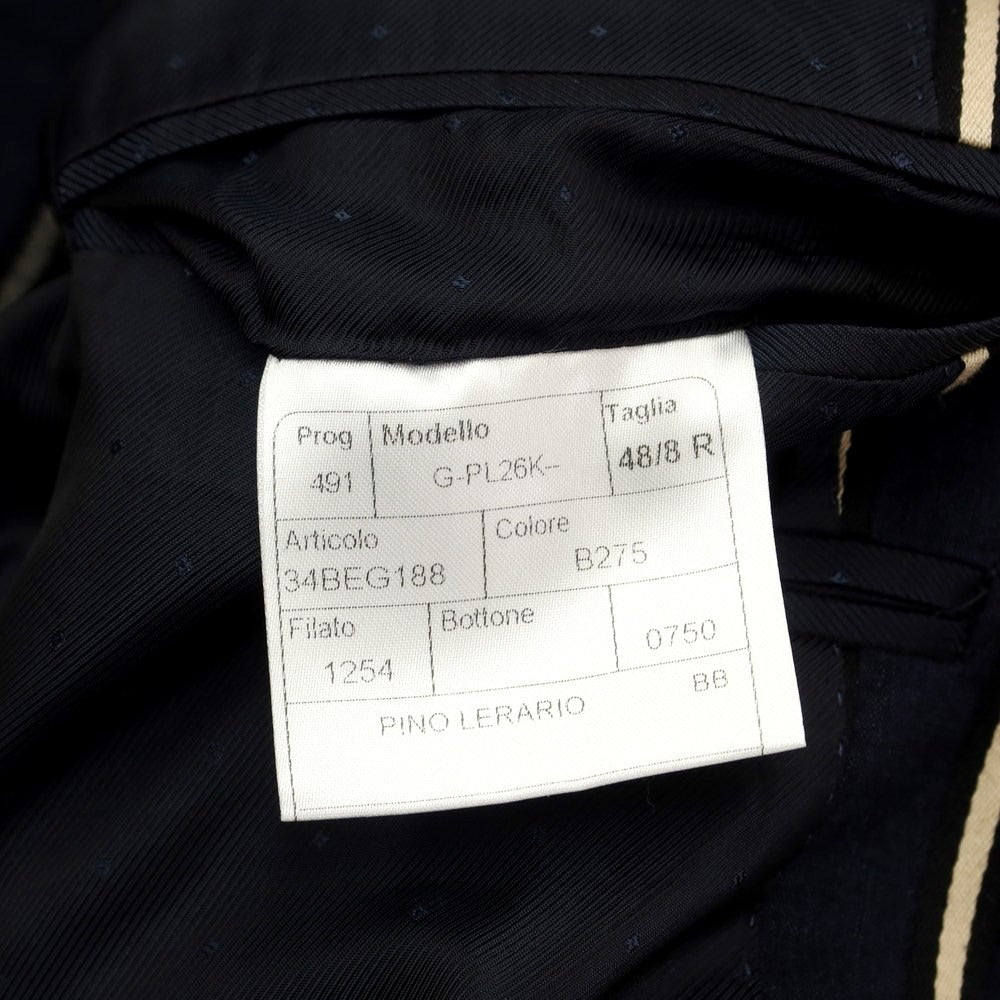 Prog Modello Taglia
491 G-PL26K-- 48/8 R
Articolo Colore
34BEG188 B275
Filato Bottone
1254 0750
PINO LERARIO BB